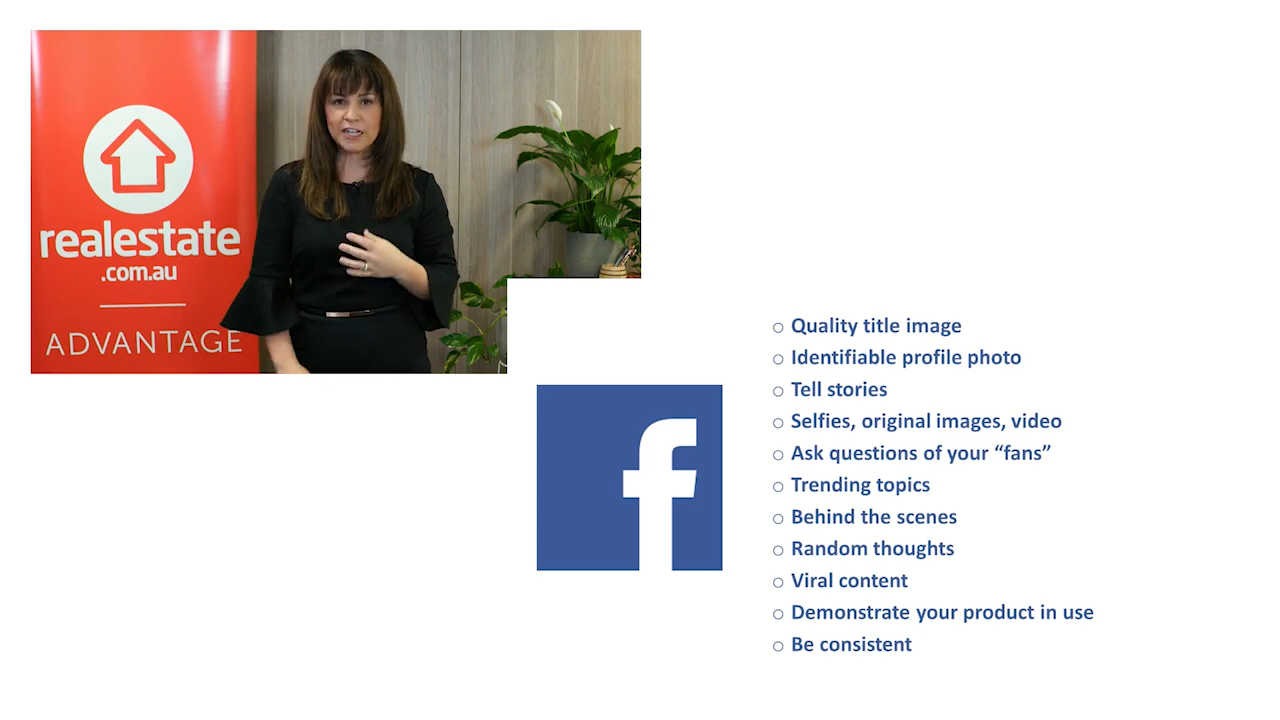 realestate
.com.au
ADVANTAGE
Quality title image
Identifiable profile photo
Tell stories
Selfies, original images, video
Ask questions of your “fans”
Trending topics
Behind the scenes
Random thoughts
Viral content
Demonstrate your product in use
Be consistent